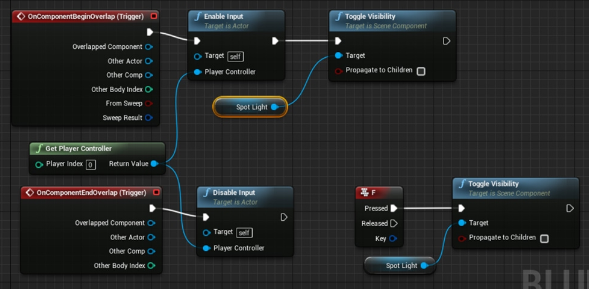 OnComponentBeginOverlap (Trigger)
Overlapped Component
Other Actor
Other Comp
Other Body Index
From Sweep
Sweep Result
Enable Input
Target is Actor
Target self
Player Controller
Toggle Visibility
Target is Scene Component
Target
Propagate to Children
Spot Light
Get Player Controller
Player Index 0 Return Value
OnComponentEndOverlap (Trigger)
Overlapped Component
Other Actor
Other Comp
Other Body Index
Disable Input
Target is Actor
Target self
Player Controller
F
Pressed
Released
Key
Spot Light
Toggle Visibility
Target is Scene Component
Target
Propagate to Children
BLU